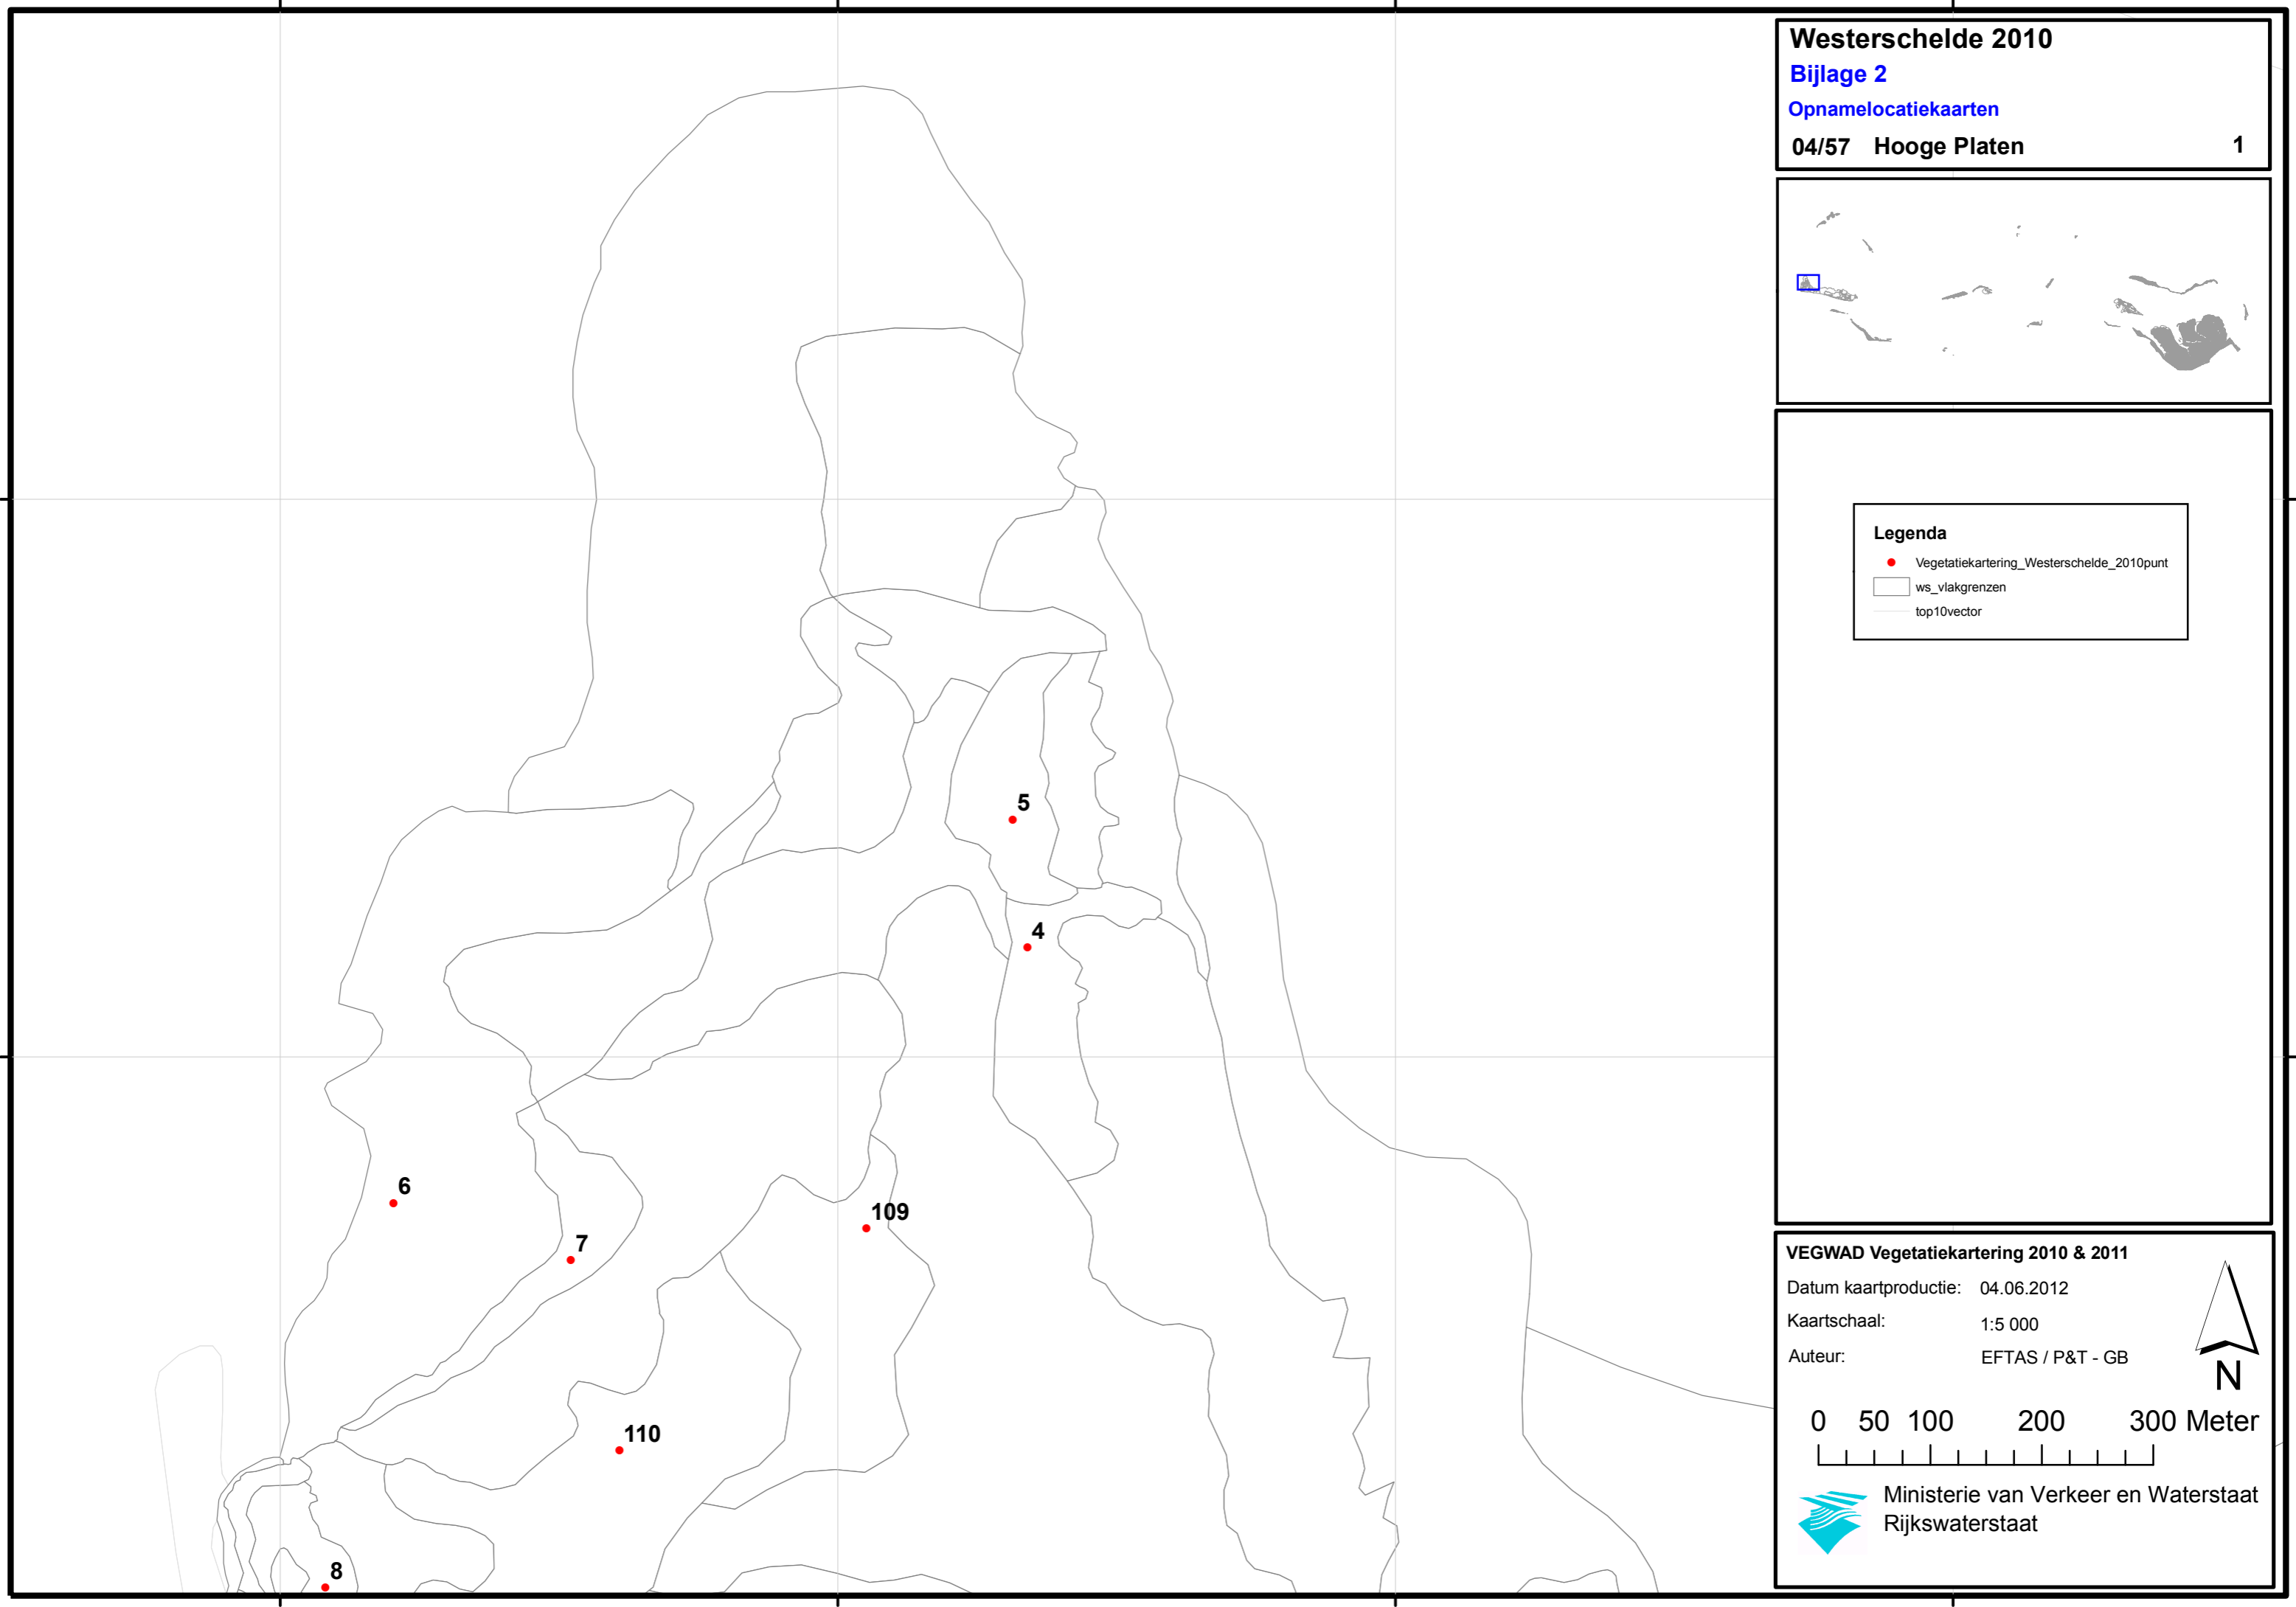 Westerschelde 2010
Bijlage 2
Opnamelocatiekaarten
04/57 Hooge Platen 1
Legenda
Vegetatiekartering_Westerschelde_2010punt
ws_vlakgrenzen
top10vector
5
4
6
109
7
110
8
VEGWAD Vegetatiekartering 2010 & 2011
Datum kaartproductie: 04.06.2012
Kaartschaal: 1:5 000
Auteur: EFTAS / P&T - GB
N
0 50 100 200 300 Meter
Ministerie van Verkeer en Waterstaat
Rijkswaterstaat